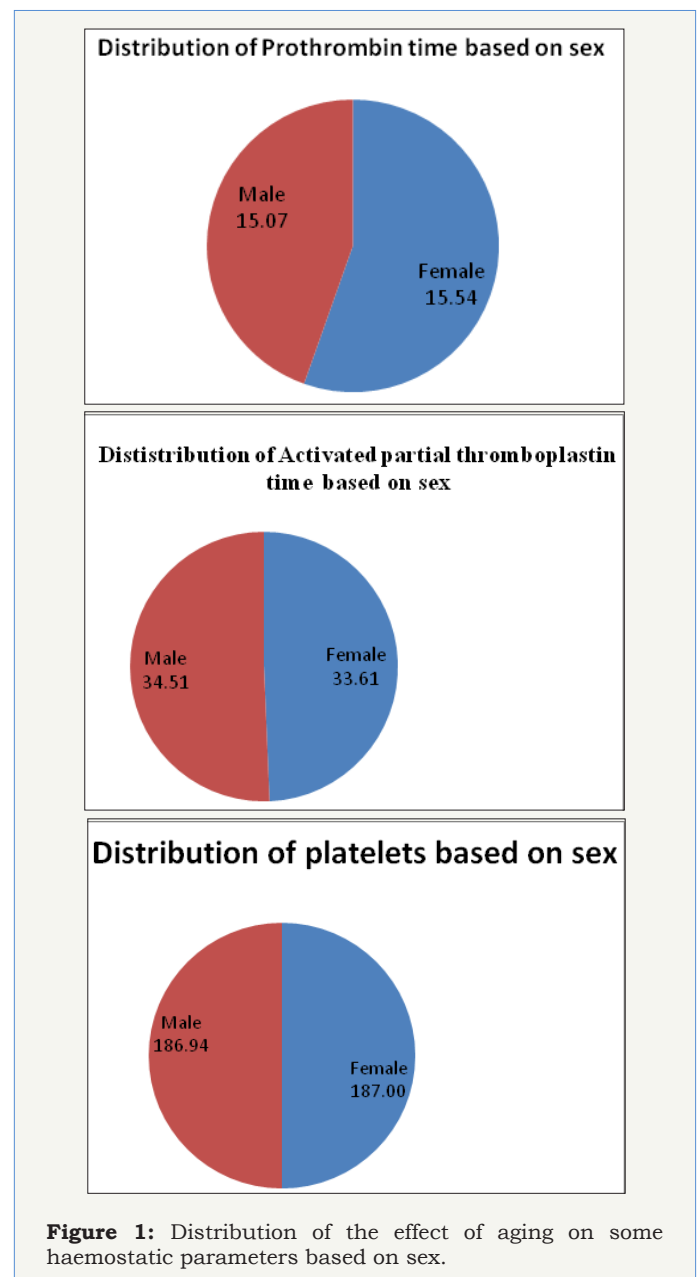 Distribution of Prothrombin time based on sex
Male
15.07
Female
15.54
Dististribution of Activated partial thromboplastin
time based on sex
Male
34.51
Female
33.61
Distribution of platelets based on sex
Male
186.94
Female
187.00
Figure 1: Distribution of the effect of aging on some
haemostatic parameters based on sex.